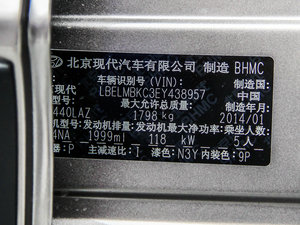 北京现代汽车有限公司 制造 BHMC
车辆识别号(VIN): 制造国
现代 LBELMBKC3EY438957 中国
最大允许总质量: 制造年月
440LAZ 1798 kg 2014/01
机型号:发动机排量:发动机最大净功率:乘坐人数
4NA 1999ml 118 kW 5人
器:P 主减速比:I 漆:N3Y 内装色:9P